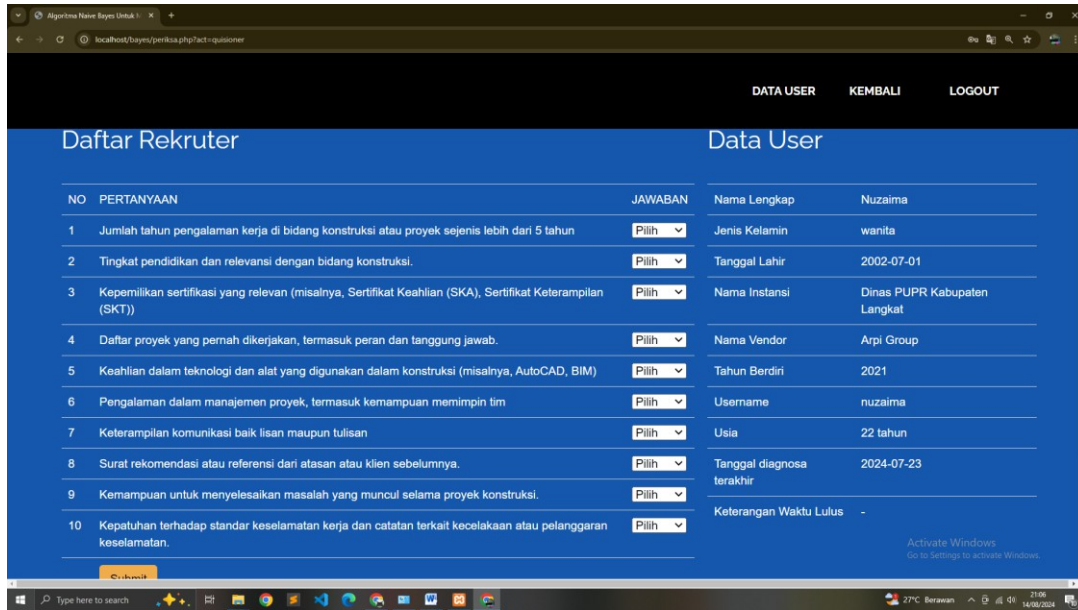 Algoritma Naive Bayes Untuk
localhost/bayes/periksa.php?act=quisioner
DATA USER KEMBALI LOGOUT
Daftar Rekruter
NO PERTANYAAN JAWABAN
1 Jumlah tahun pengalaman kerja di bidang konstruksi atau proyek sejenis lebih dari 5 tahun Pilih
2 Tingkat pendidikan dan relevansi dengan bidang konstruksi. Pilih
3 Kepemilikan sertifikasi yang relevan (misalnya, Sertifikat Keahlian (SKA), Sertifikat Keterampilan Pilih
(SKT))
4 Daftar proyek yang pernah dikerjakan, termasuk peran dan tanggung jawab. Pilih
5 Keahlian dalam teknologi dan alat yang digunakan dalam konstruksi (misalnya, AutoCAD, BIM) Pilih
6 Pengalaman dalam manajemen proyek, termasuk kemampuan memimpin tim Pilih
7 Keterampilan komunikasi baik lisan maupun tulisan Pilih
8 Surat rekomendasi atau referensi dari atasan atau klien sebelumnya. Pilih
9 Kemampuan untuk menyelesaikan masalah yang muncul selama proyek konstruksi. Pilih
10 Kepatuhan terhadap standar keselamatan kerja dan catatan terkait kecelakaan atau pelanggaran Pilih
keselamatan.
Submit
Data User
Nama Lengkap Nuzaima
Jenis Kelamin wanita
Tanggal Lahir 2002-07-01
Nama Instansi Dinas PUPR Kabupaten
Langkat
Nama Vendor Arpi Group
Tahun Berdiri 2021
Username nuzaima
Usia 22 tahun
Tanggal diagnosa 2024-07-23
terakhir
Keterangan Waktu Lulus -
Activate Windows
Go to Settings to activate Windows.
Type here to search
27°C Berawan
21:06
14/08/2024